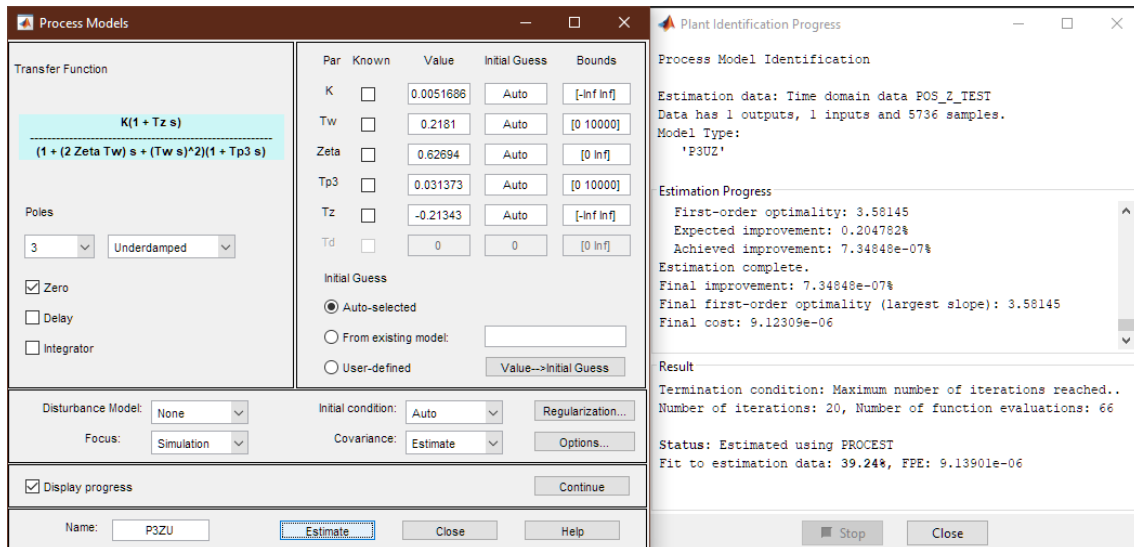 Process Models
Transfer Function
K(1 + Tz s)
(1 + (2 Zeta Tw) s + (Tw s)^2)(1 + Tp3 s)
Poles
3 Underdamped
Zero
Delay
Integrator
Par Known Value Initial Guess Bounds
K 0.0051686 Auto [-Inf Inf]
Tw 0.2181 Auto [0 10000]
Zeta 0.62694 Auto [0 Inf]
Tp3 0.031373 Auto [0 10000]
Tz -0.21343 Auto [-Inf Inf]
Td 0 0 [0 Inf]
Initial Guess
Auto-selected
From existing model:
User-defined Value-->Initial Guess
Disturbance Model: None Initial condition: Auto Regularization...
Focus: Simulation Covariance: Estimate Options...
Display progress Continue
Name: P3ZU Estimate Close Help
Plant Identification Progress
Process Model Identification
Estimation data: Time domain data POS_Z_TEST
Data has 1 outputs, 1 inputs and 5736 samples.
Model Type:
'P3UZ'
Estimation Progress
First-order optimality: 3.58145
Expected improvement: 0.204782%
Achieved improvement: 7.34848e-07%
Estimation complete.
Final improvement: 7.34848e-07%
Final first-order optimality (largest slope): 3.58145
Final cost: 9.12309e-06
Result
Termination condition: Maximum number of iterations reached..
Number of iterations: 20, Number of function evaluations: 66
Status: Estimated using PROCEST
Fit to estimation data: 39.24%, FPE: 9.13901e-06
Stop Close